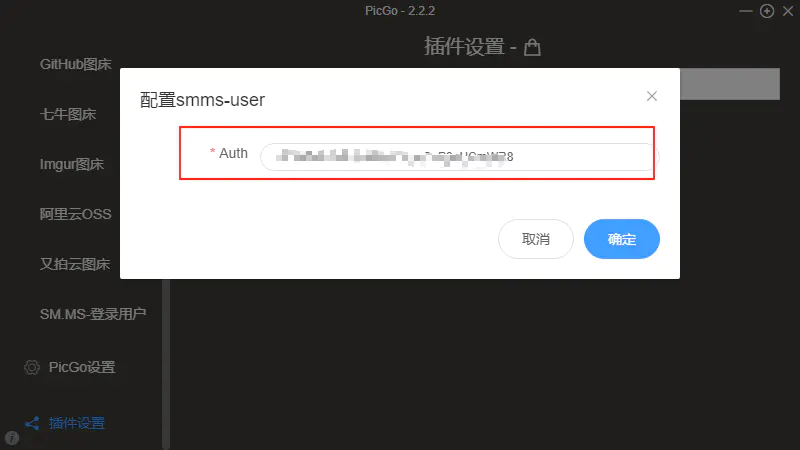 PicGo - 2.2.2
插件设置 -
GitHub图床
七牛图床
Imgur图床
阿里云OSS
又拍云图床
SM.MS-登录用户
PicGo设置
插件设置
配置smms-user
* Auth
取消
确定